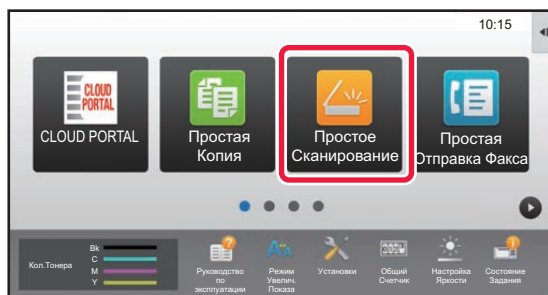 10:15
CLOUD
PORTAL
CLOUD PORTAL
Простая
Копия
Простое
Сканирование
Простая
Отправка Факса
Кол.Тонера
Bk
C
M
Y
Руководство
по
эксплуатации
Режим
Увелич.
Показа
Установки
Общий
Счетчик
Настройка
Яркости
Состояние
Задания